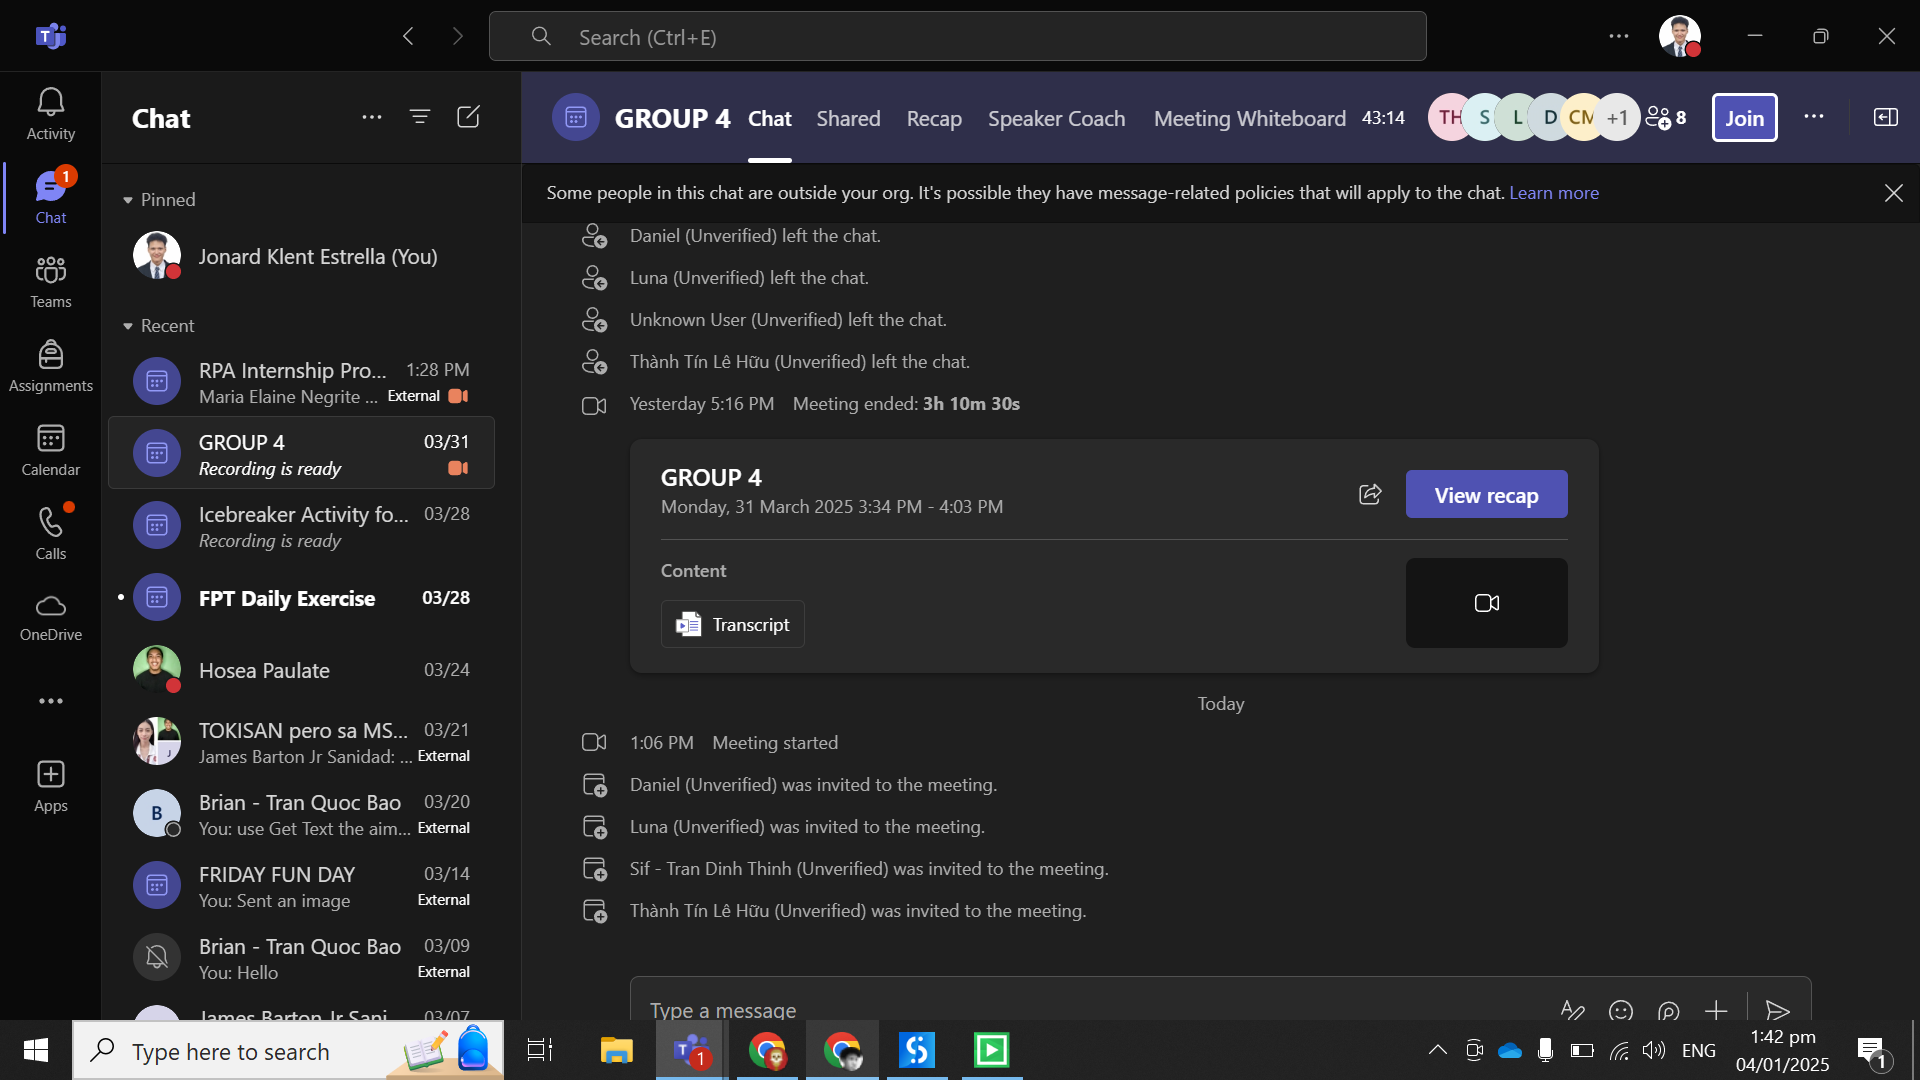 Search (Ctrl+E)
Activity
1
Chat
Teams
Assignments
Calendar
Calls
OneDrive
Apps
Chat
Pinned
Jonard Klent Estrella (You)
Recent
RPA Internship Pro... 1:28 PM
Maria Elaine Negrite ... External
GROUP 4 03/31
Recording is ready
Icebreaker Activity fo... 03/28
Recording is ready
FPT Daily Exercise 03/28
Hosea Paulate 03/24
TOKISAN pero sa MS... 03/21
James Barton Jr Sanidad: ... External
B
Brian - Tran Quoc Bao 03/20
You: use Get Text the aim... External
FRIDAY FUN DAY 03/14
You: Sent an image External
Brian - Tran Quoc Bao 03/09
You: Hello External
James Barton Jr Sani... 03/07
GROUP 4 Chat Shared Recap Speaker Coach Meeting Whiteboard 43:14 TH S L D CM +1 8 Join
Some people in this chat are outside your org. It's possible they have message-related policies that will apply to the chat. Learn more
Daniel (Unverified) left the chat.
Luna (Unverified) left the chat.
Unknown User (Unverified) left the chat.
Thành Tín Lê Hữu (Unverified) left the chat.
Yesterday 5:16 PM Meeting ended: 3h 10m 30s
GROUP 4
Monday, 31 March 2025 3:34 PM - 4:03 PM
View recap
Content
Transcript
Today
1:06 PM Meeting started
Daniel (Unverified) was invited to the meeting.
Luna (Unverified) was invited to the meeting.
Sif - Tran Dinh Thinh (Unverified) was invited to the meeting.
Thành Tín Lê Hữu (Unverified) was invited to the meeting.
Type a message
Type here to search
1
ENG
1:42 pm
04/01/2025
1